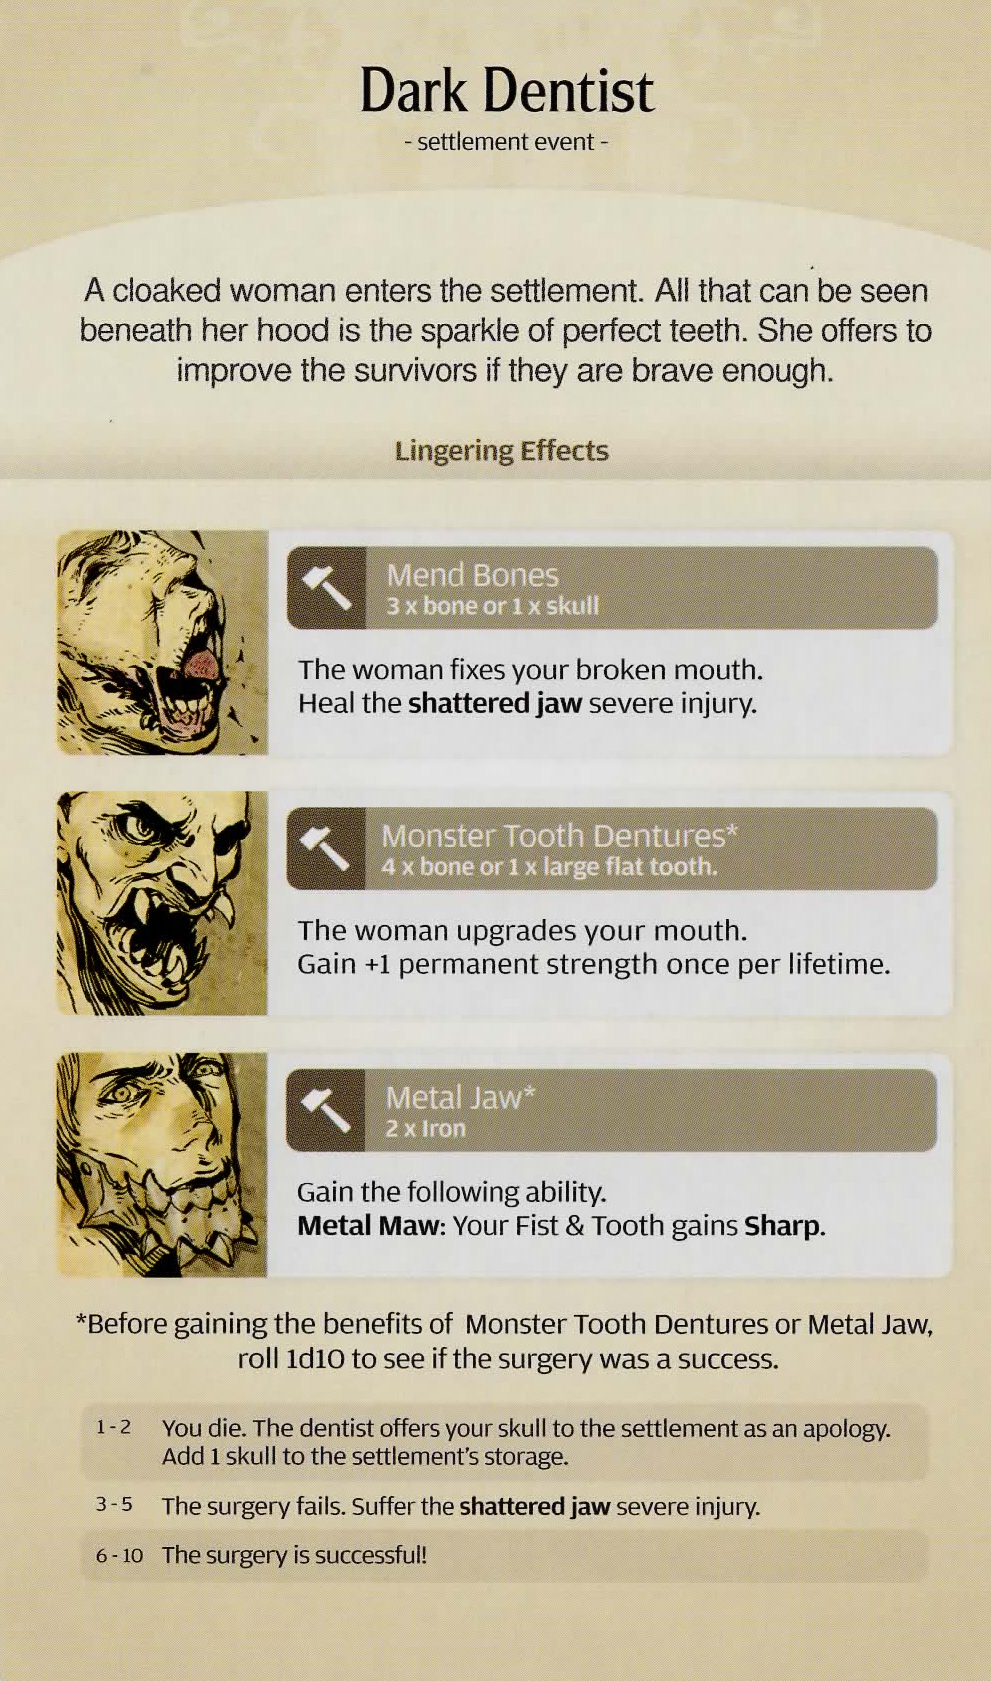 Dark Dentist
- settlement event -
A cloaked woman enters the settlement. All that can be seen
beneath her hood is the sparkle of perfect teeth. She offers to
improve the survivors if they are brave enough.
Lingering Effects
Mend Bones
3 x bone or 1 x skull
The woman fixes your broken mouth.
Heal the shattered jaw severe injury.
Monster Tooth Dentures*
4 x bone or 1 x large flat tooth.
The woman upgrades your mouth.
Gain +1 permanent strength once per lifetime.
Metal Jaw*
2 x Iron
Gain the following ability.
Metal Maw: Your Fist & Tooth gains Sharp.
*Before gaining the benefits of Monster Tooth Dentures or Metal Jaw,
roll 1d10 to see if the surgery was a success.
1-2 You die. The dentist offers your skull to the settlement as an apology.
Add 1 skull to the settlement's storage.
3-5 The surgery fails. Suffer the shattered jaw severe injury.
6-10 The surgery is successful!